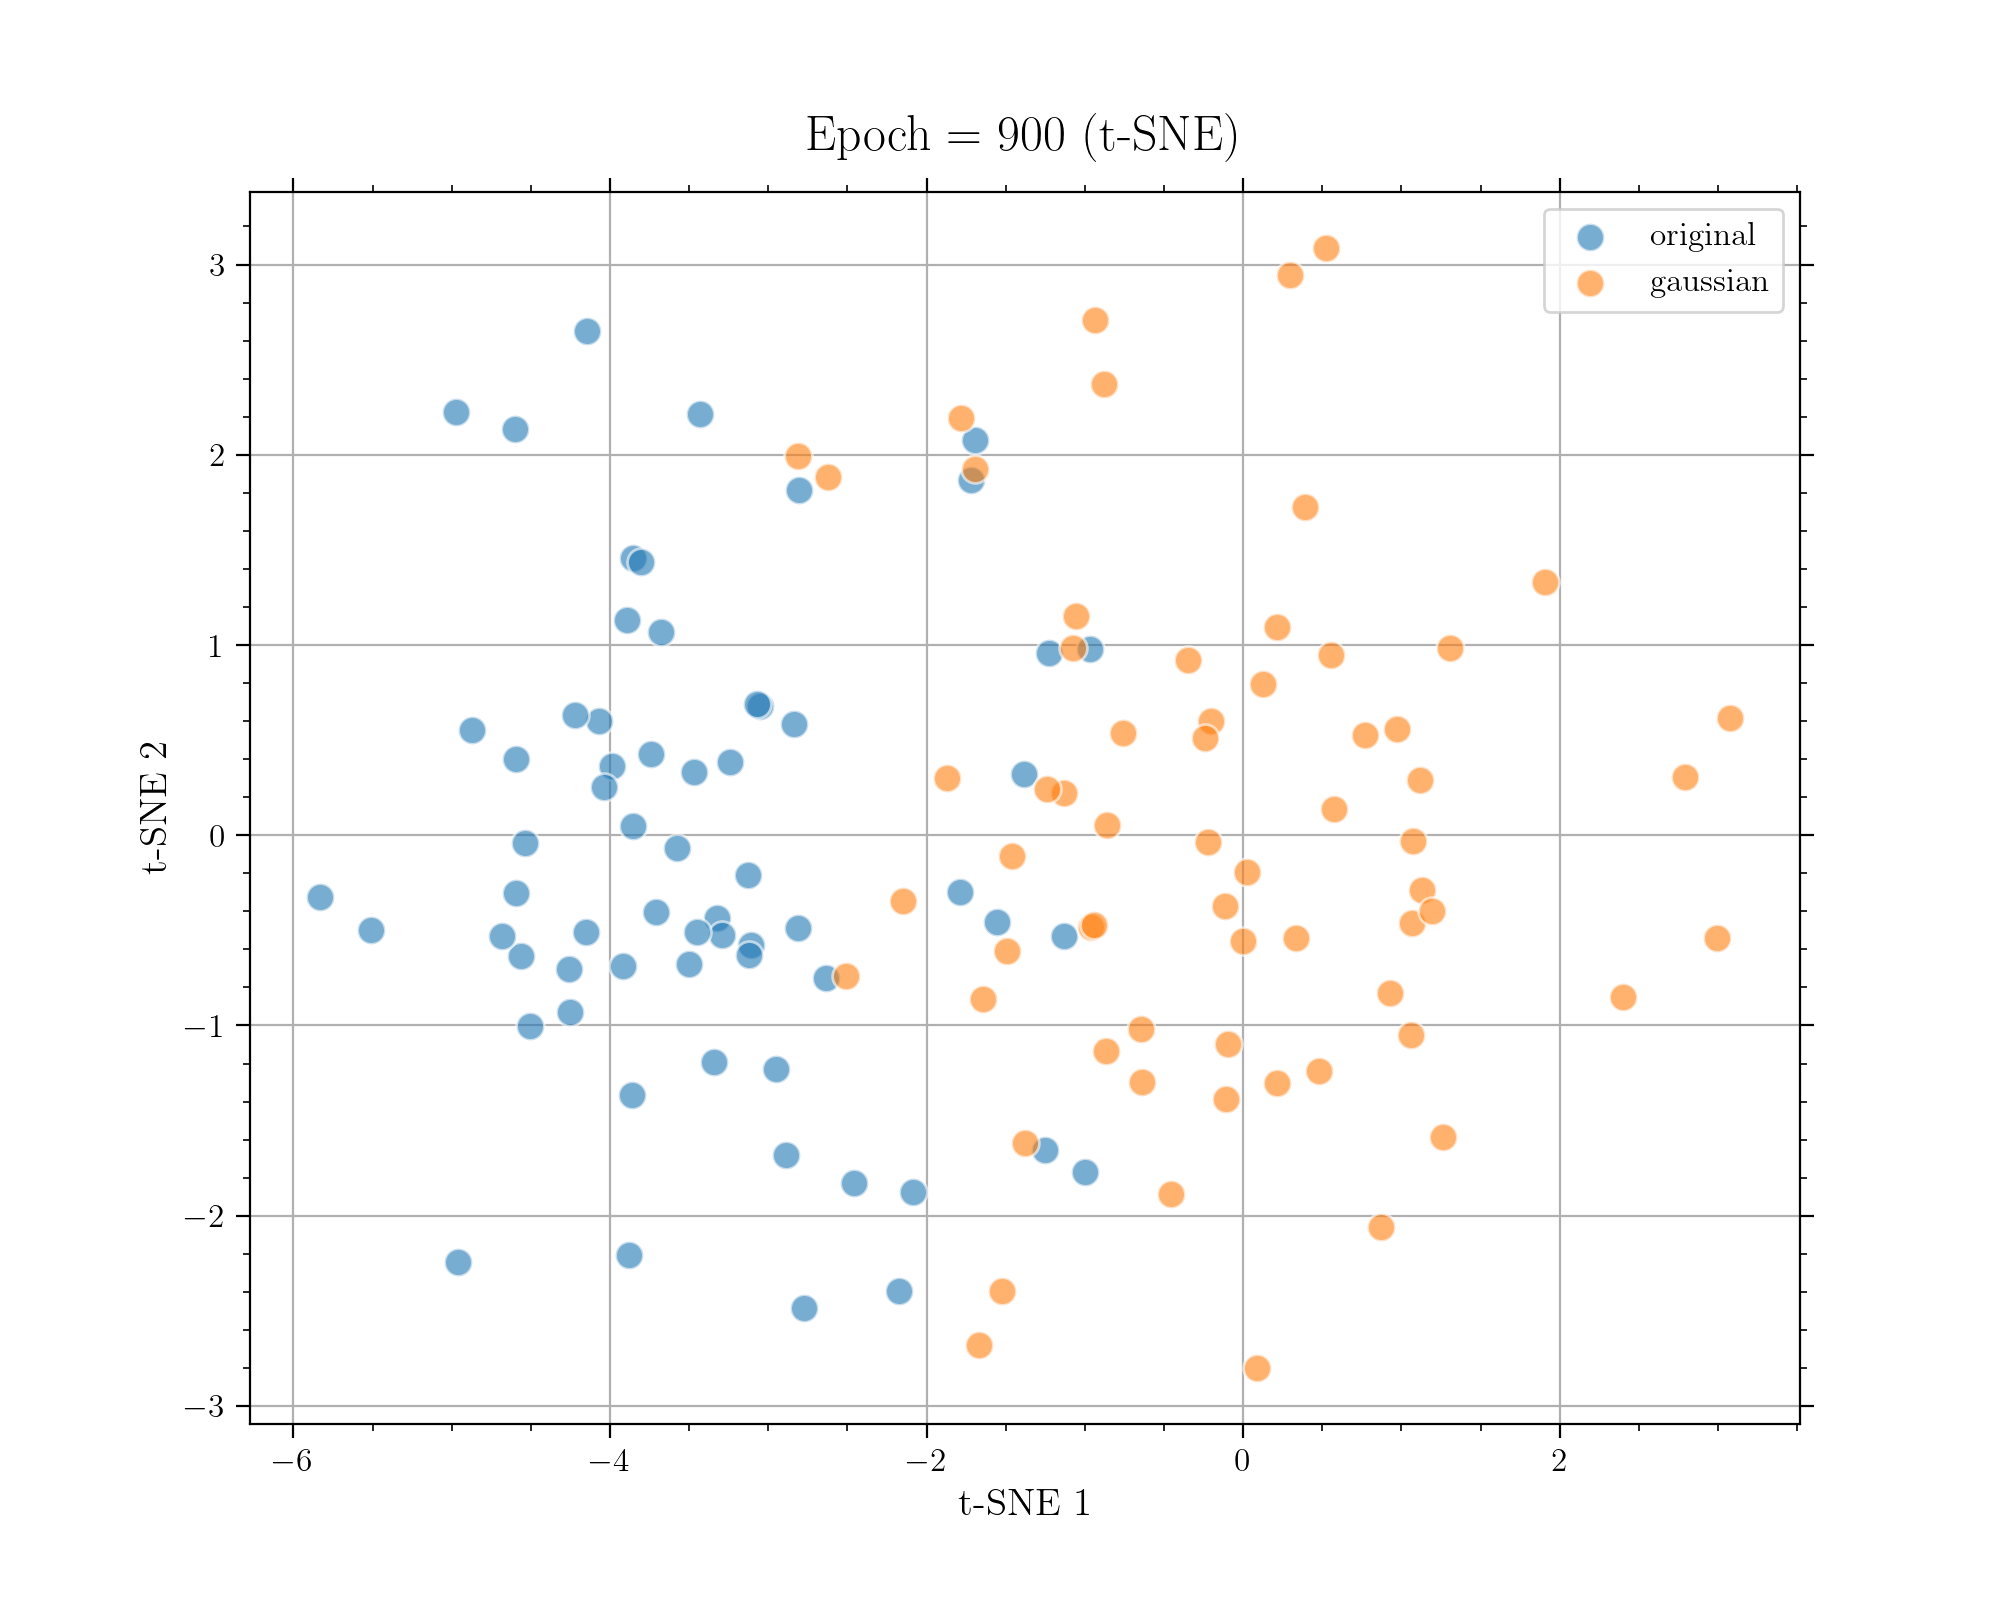 Epoch = 900 (t-SNE)
original
gaussian
3
2
1
0
−1
−2
−3
t-SNE 2
−6
−4
−2
0
2
t-SNE 1